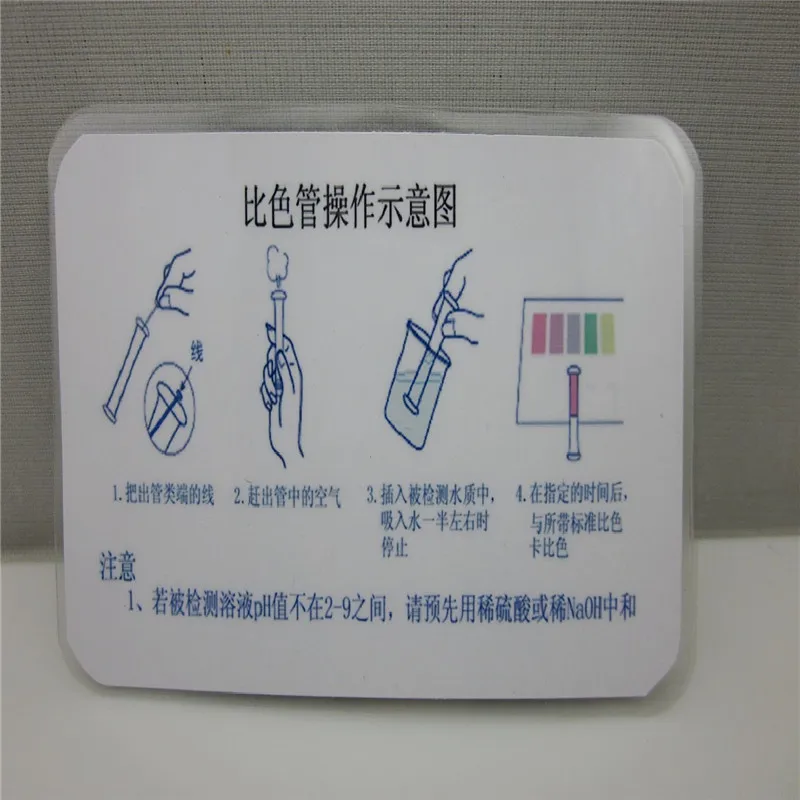 比色管操作示意图
线
1.把出管类端的线
2.赶出管中的空气
3.插入被检测水质中,
吸入水一半左右时
停止
4.在指定的时间后,
与所带标准比色
卡比色
注意
1、若被检测溶液pH值不在2-9之间，请预先用稀硫酸或稀NaOH中和